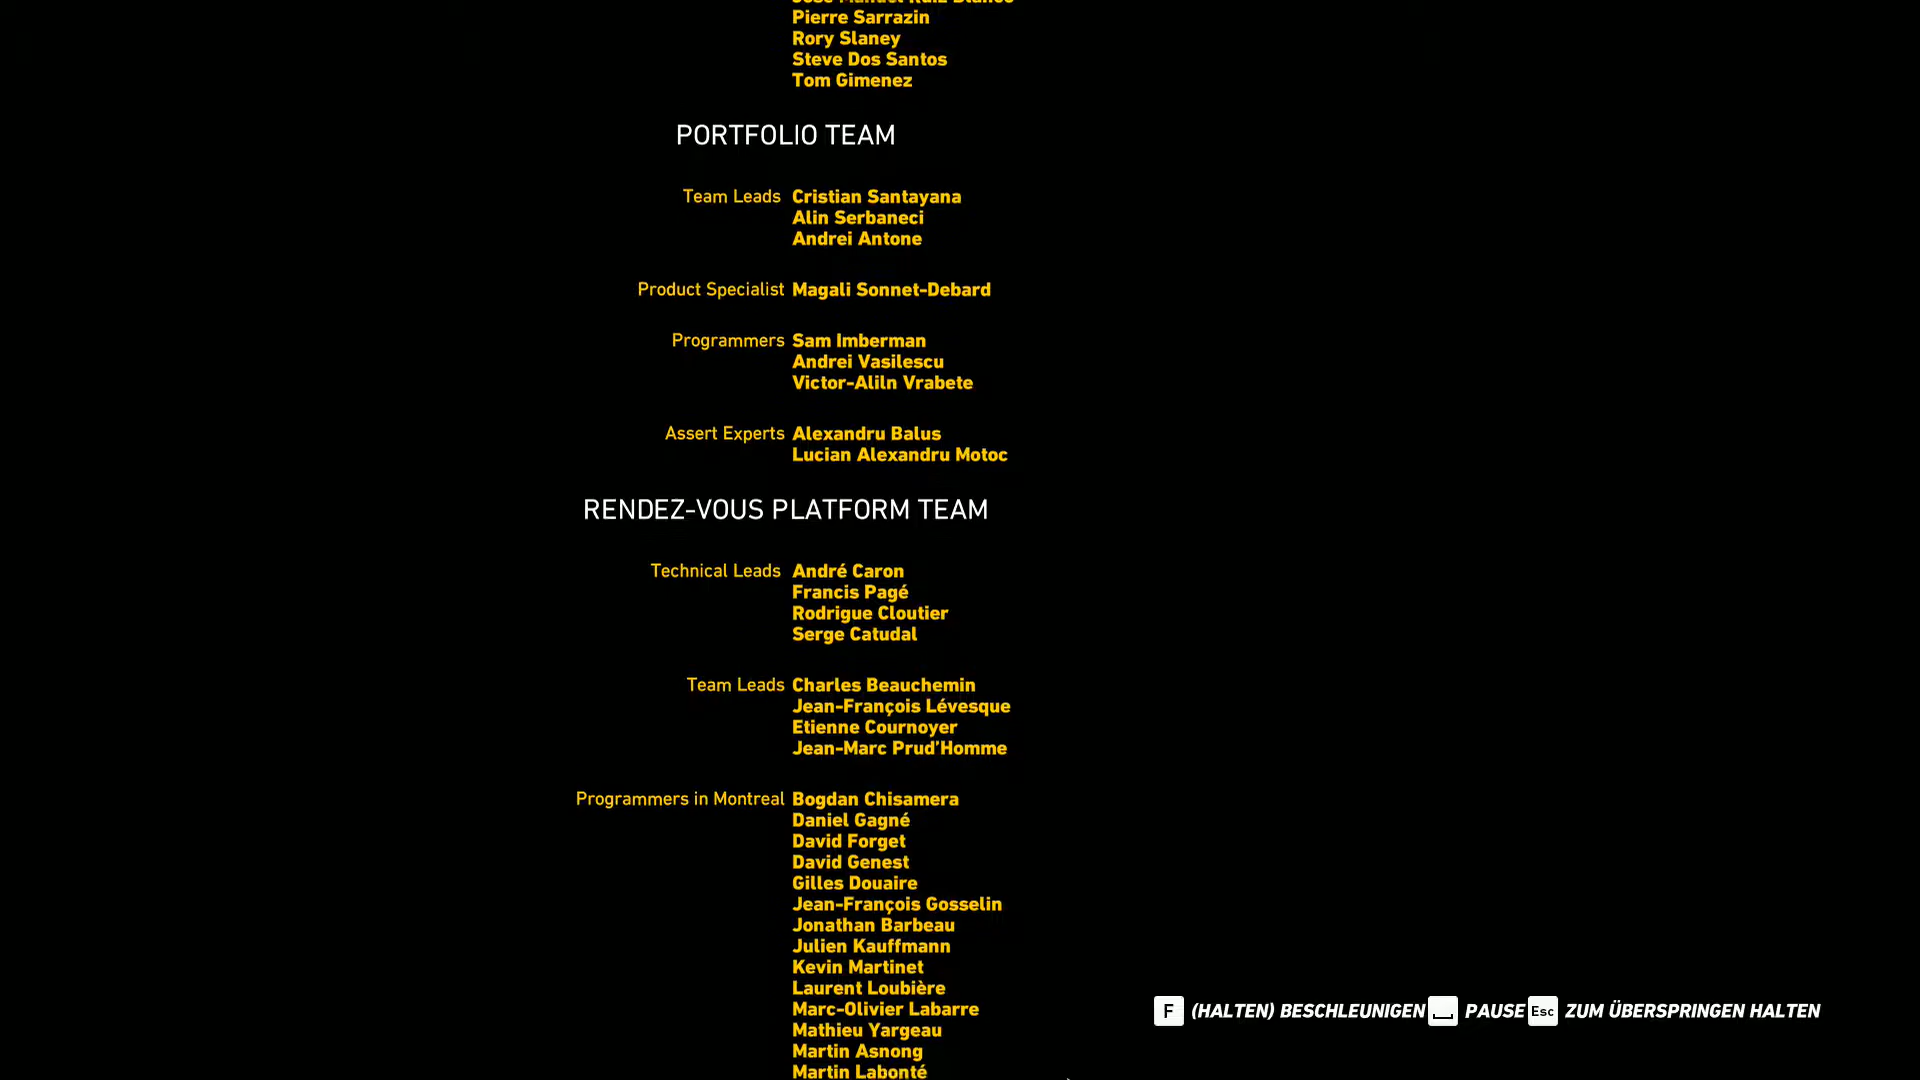 Pierre Sarrazin
Rory Slaney
Steve Dos Santos
Tom Gimenez
PORTFOLIO TEAM
Team Leads Cristian Santayana
Alin Serbaneci
Andrei Antone
Product Specialist Magali Sonnet-Debard
Programmers Sam Imberman
Andrei Vasilescu
Victor-Aliln Vrabete
Assert Experts Alexandru Balus
Lucian Alexandru Motoc
RENDEZ-VOUS PLATFORM TEAM
Technical Leads André Caron
Francis Pagé
Rodrigue Cloutier
Serge Catudal
Team Leads Charles Beauchemin
Jean-François Lévesque
Etienne Cournoyer
Jean-Marc Prud'Homme
Programmers in Montreal Bogdan Chisamera
Daniel Gagné
David Forget
David Genest
Gilles Douaire
Jean-François Gosselin
Jonathan Barbeau
Julien Kauffmann
Kevin Martinet
Laurent Loubière
Marc-Olivier Labarre
Mathieu Yargeau
Martin Asnong
Martin Labonté
F (HALTEN) BESCHLEUNIGEN PAUSE Esc ZUM ÜBERSPRINGEN HALTEN